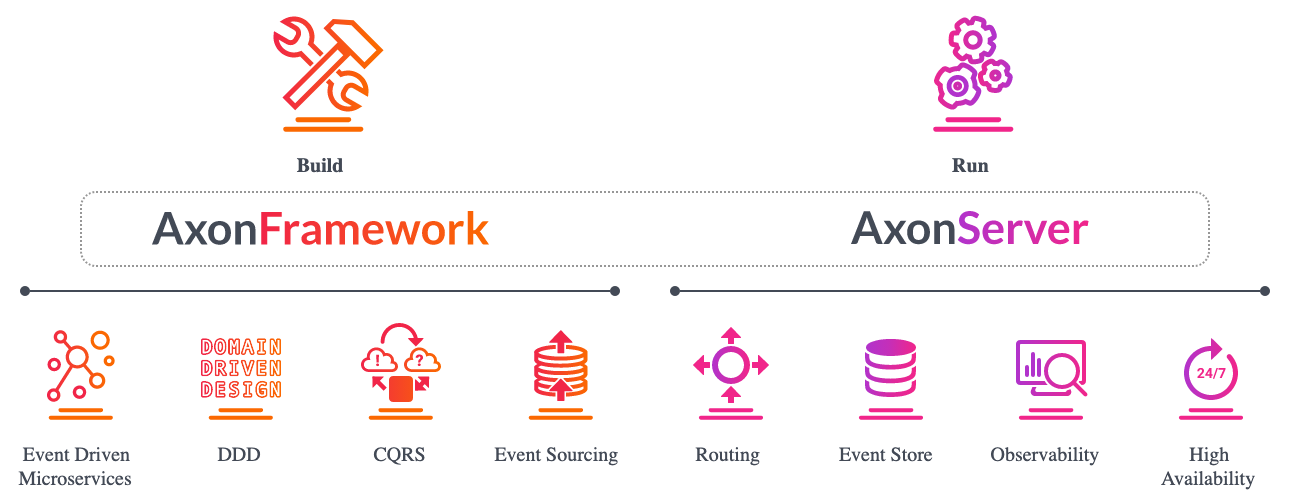 Build
Run
AxonFramework
AxonServer
DOMAIN
DRIVEN
DESIGN
!
?
24/7
Event Driven
Microservices
DDD
CQRS
Event Sourcing
Routing
Event Store
Observability
High
Availability